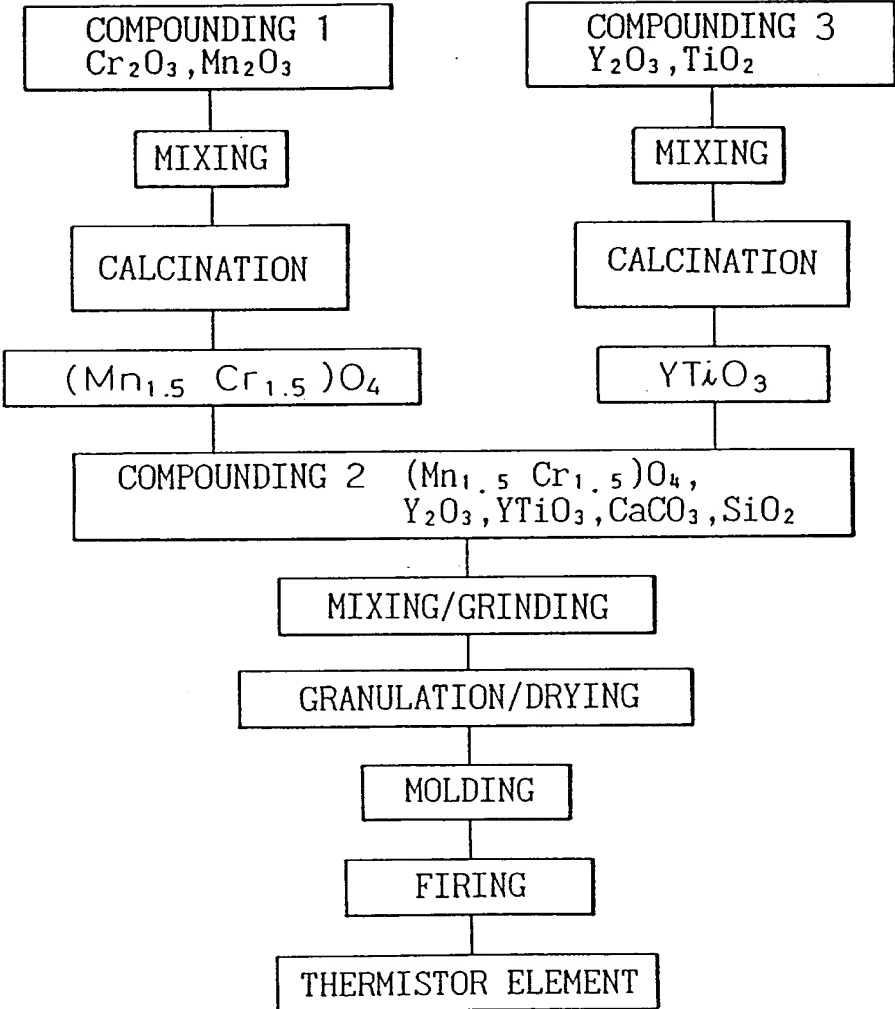 COMPOUNDING 1
Cr₂O₃,Mn₂O₃
MIXING
CALCINATION
(Mn₁.₅ Cr₁.₅)O₄
COMPOUNDING 3
Y₂O₃,TiO₂
MIXING
CALCINATION
YTiO₃
COMPOUNDING 2 (Mn₁.₅ Cr₁.₅)O₄,
Y₂O₃,YTiO₃,CaCO₃,SiO₂
MIXING/GRINDING
GRANULATION/DRYING
MOLDING
FIRING
THERMISTOR ELEMENT